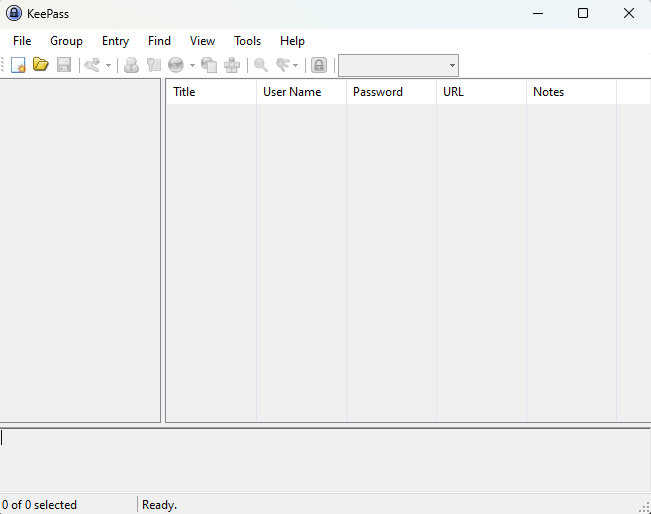 KeePass
File Group Entry Find View Tools Help
Title User Name Password URL Notes
0 of 0 selected Ready.